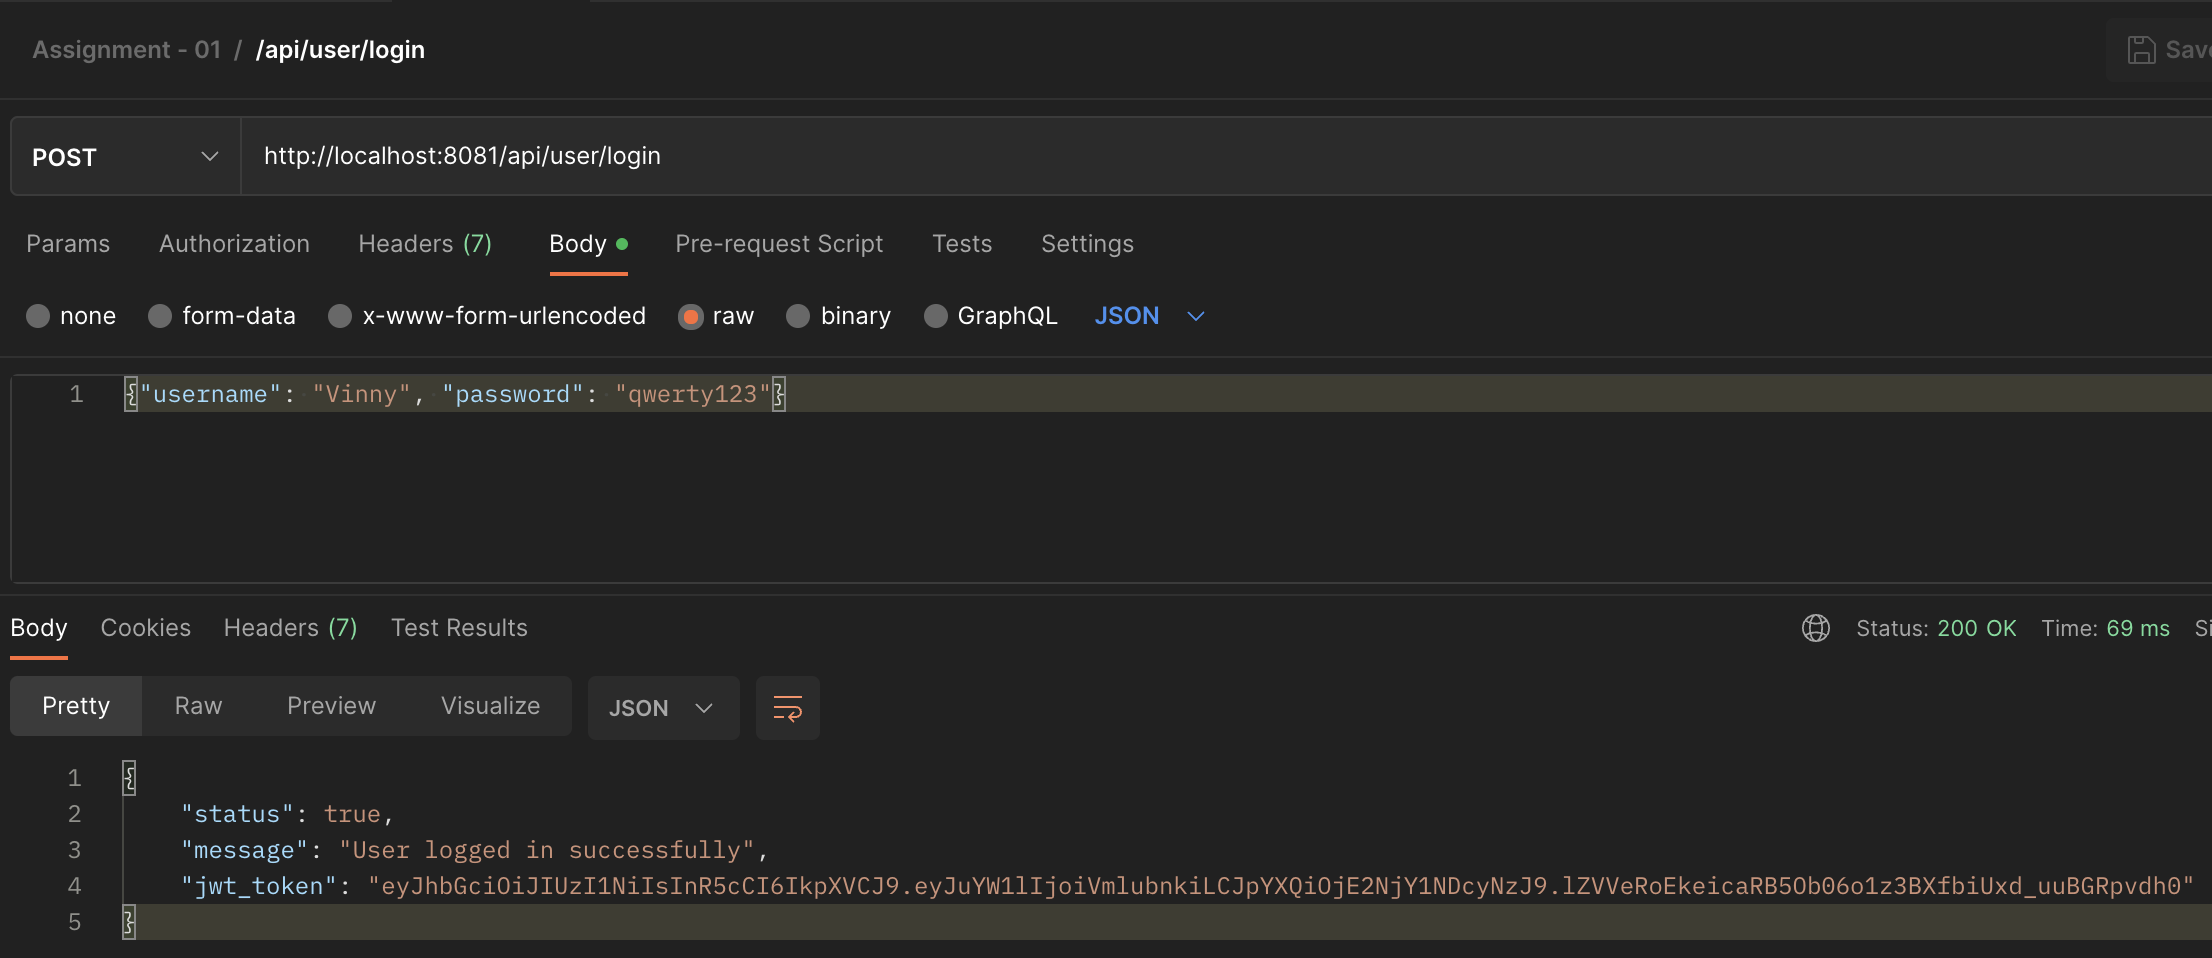 Assignment - 01 / /api/user/login
Save
POST http://localhost:8081/api/user/login
Params Authorization Headers (7) Body Pre-request Script Tests Settings
none form-data x-www-form-urlencoded raw binary GraphQL JSON
1 {"username": "Vinny", "password": "qwerty123"}
Body Cookies Headers (7) Test Results Status: 200 OK Time: 69 ms Si
Pretty Raw Preview Visualize JSON
1 {
2 "status": true,
3 "message": "User logged in successfully",
4 "jwt_token": "eyJhbGciOiJIUzI1NiIsInR5cCI6IkpXVCJ9.eyJuYW1lIjoiVmlubnkiLCJpYXQiOjE2NjY1NDcyNzJ9.lZVVeRoEkeicaRB5Ob06o1z3BXfbiUxd_uuBGRpvdh0"
5 }